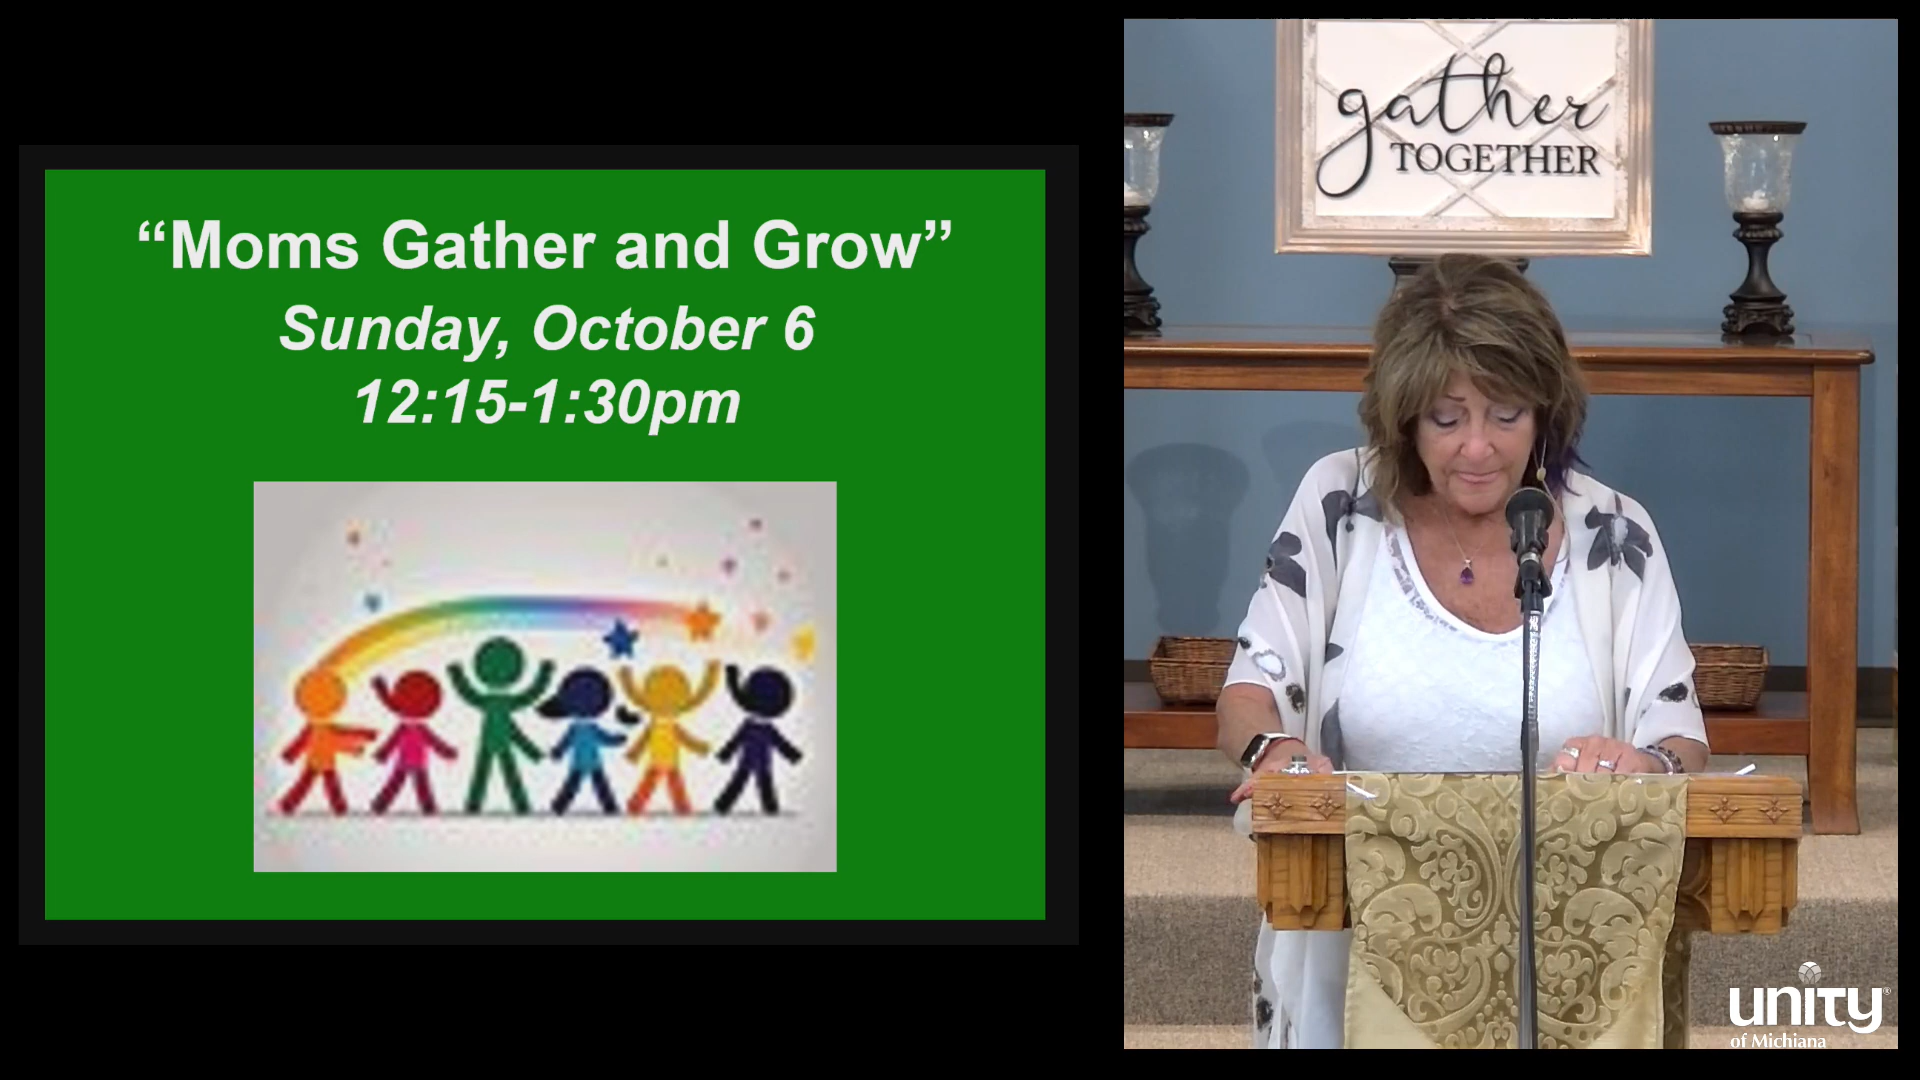 “Moms Gather and Grow”
Sunday, October 6
12:15-1:30pm
gather
TOGETHER
unity®
of Michiana